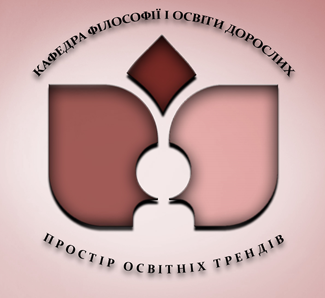 КАФЕДРА ФІЛОСОФІЇ І ОСВІТИ ДОРОСЛИХ
ПРОСТІР ОСВІТНІХ ТРЕНДІВ